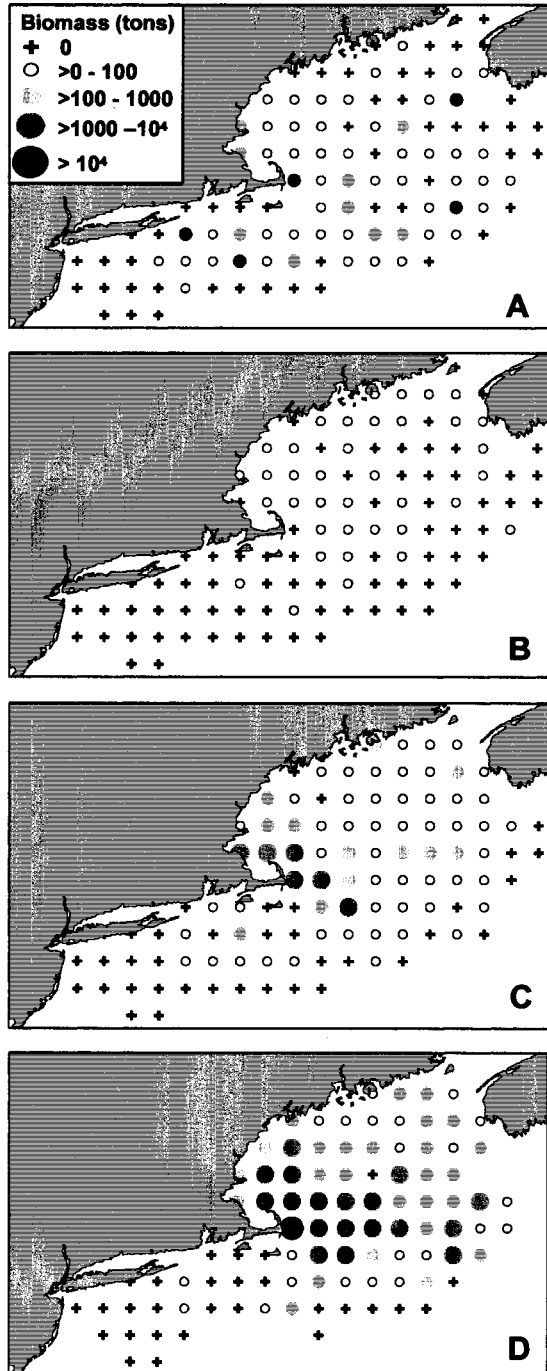 Biomass (tons)
+ 0
○ >0 - 100
>100 - 1000
>1000 –10⁴
> 10⁴
A
B
C
D